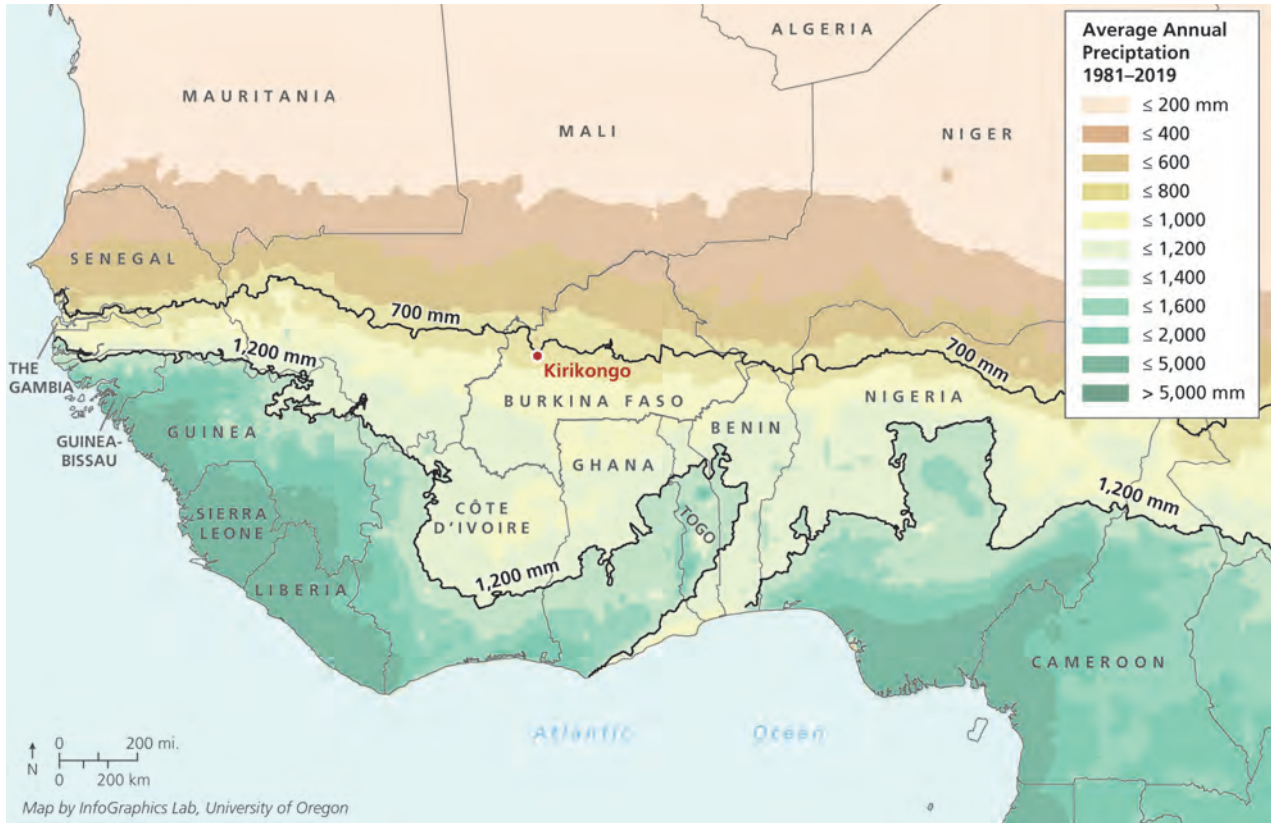 ALGERIA
MAURITANIA
MALI
NIGER
Average Annual
Preciptation
1981–2019
≤ 200 mm
≤ 400
≤ 600
≤ 800
≤ 1,000
≤ 1,200
≤ 1,400
≤ 1,600
≤ 2,000
≤ 5,000
> 5,000 mm
SENEGAL
700 mm
1,200 mm
700 mm
THE
GAMBIA
Kirikongo
BURKINA FASO
NIGERIA
BENIN
GUINEA
GUINEA-
BISSAU
GHANA
1,200 mm
SIERRA
LEONE
CÔTE
D'IVOIRE
TOGO
1,200 mm
LIBERIA
CAMEROON
Atlantic Ocean
0 200 mi.
N
0 200 km
Map by InfoGraphics Lab, University of Oregon